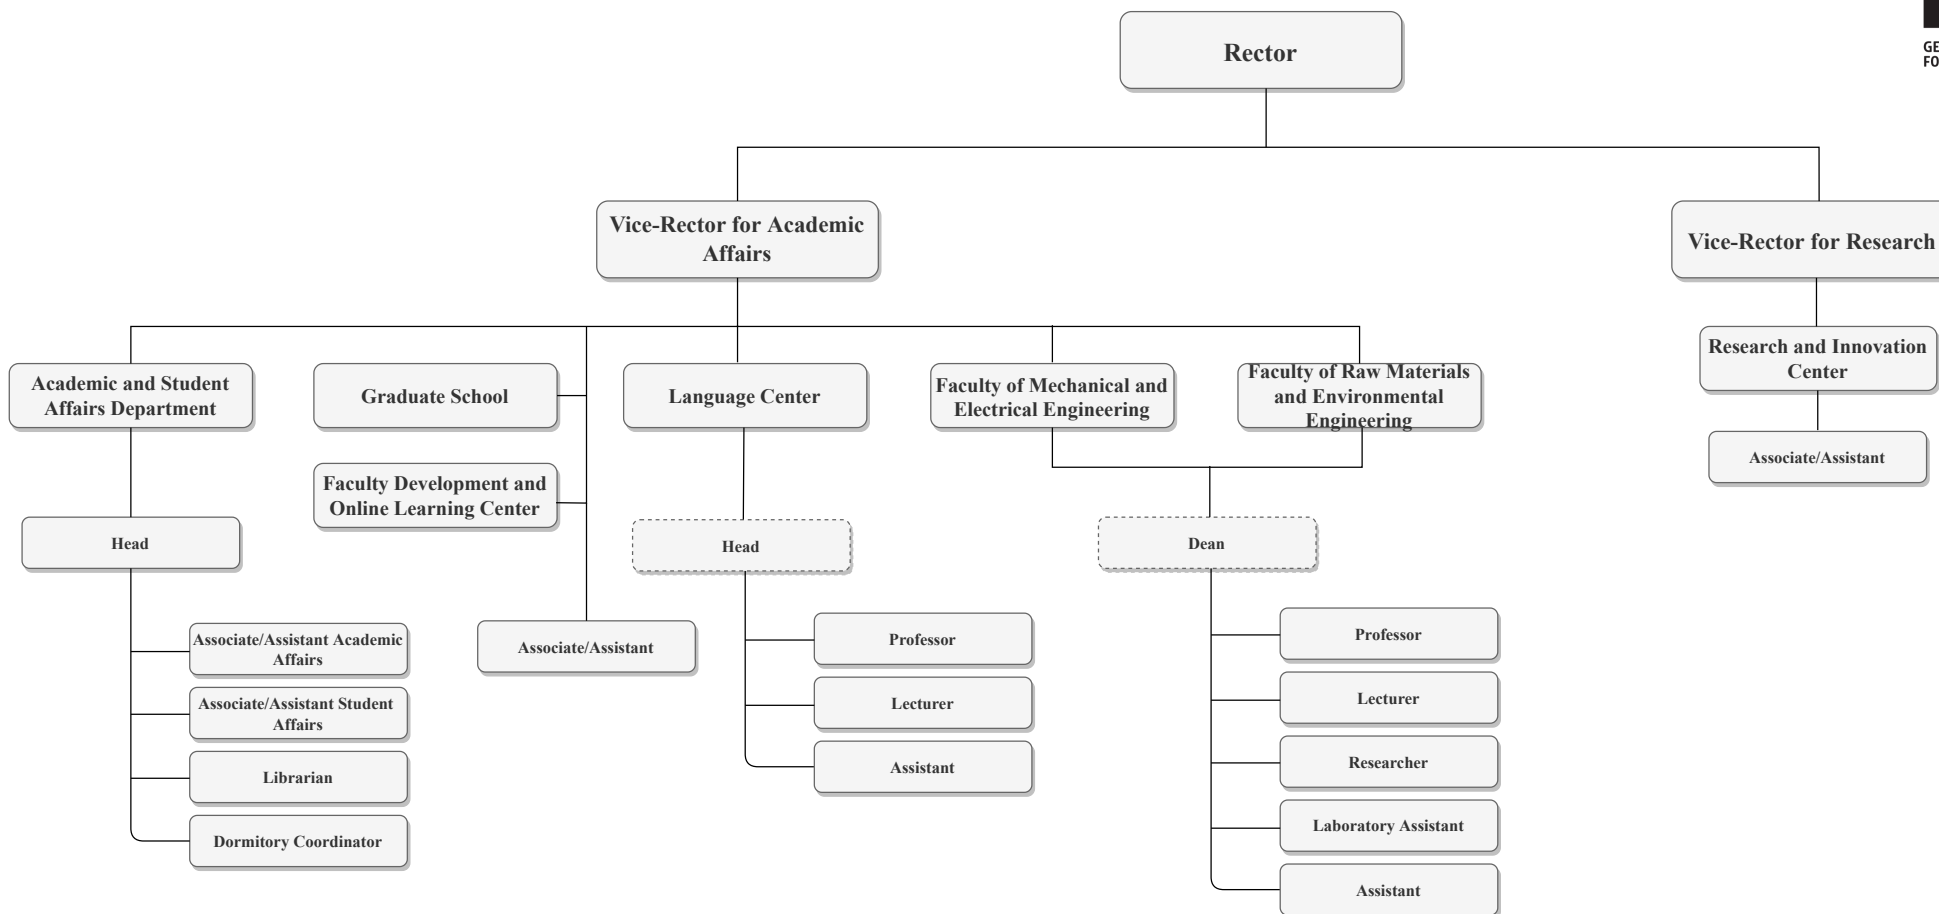 Rector
GE
FO
Vice-Rector for Academic
Affairs
Vice-Rector for Research
Academic and Student
Affairs Department
Graduate School
Language Center
Faculty of Mechanical and
Electrical Engineering
Faculty of Raw Materials
and Environmental
Engineering
Research and Innovation
Center
Associate/Assistant
Faculty Development and
Online Learning Center
Head
Head
Dean
Associate/Assistant Academic
Affairs
Associate/Assistant Student
Affairs
Librarian
Dormitory Coordinator
Associate/Assistant
Professor
Lecturer
Assistant
Professor
Lecturer
Researcher
Laboratory Assistant
Assistant